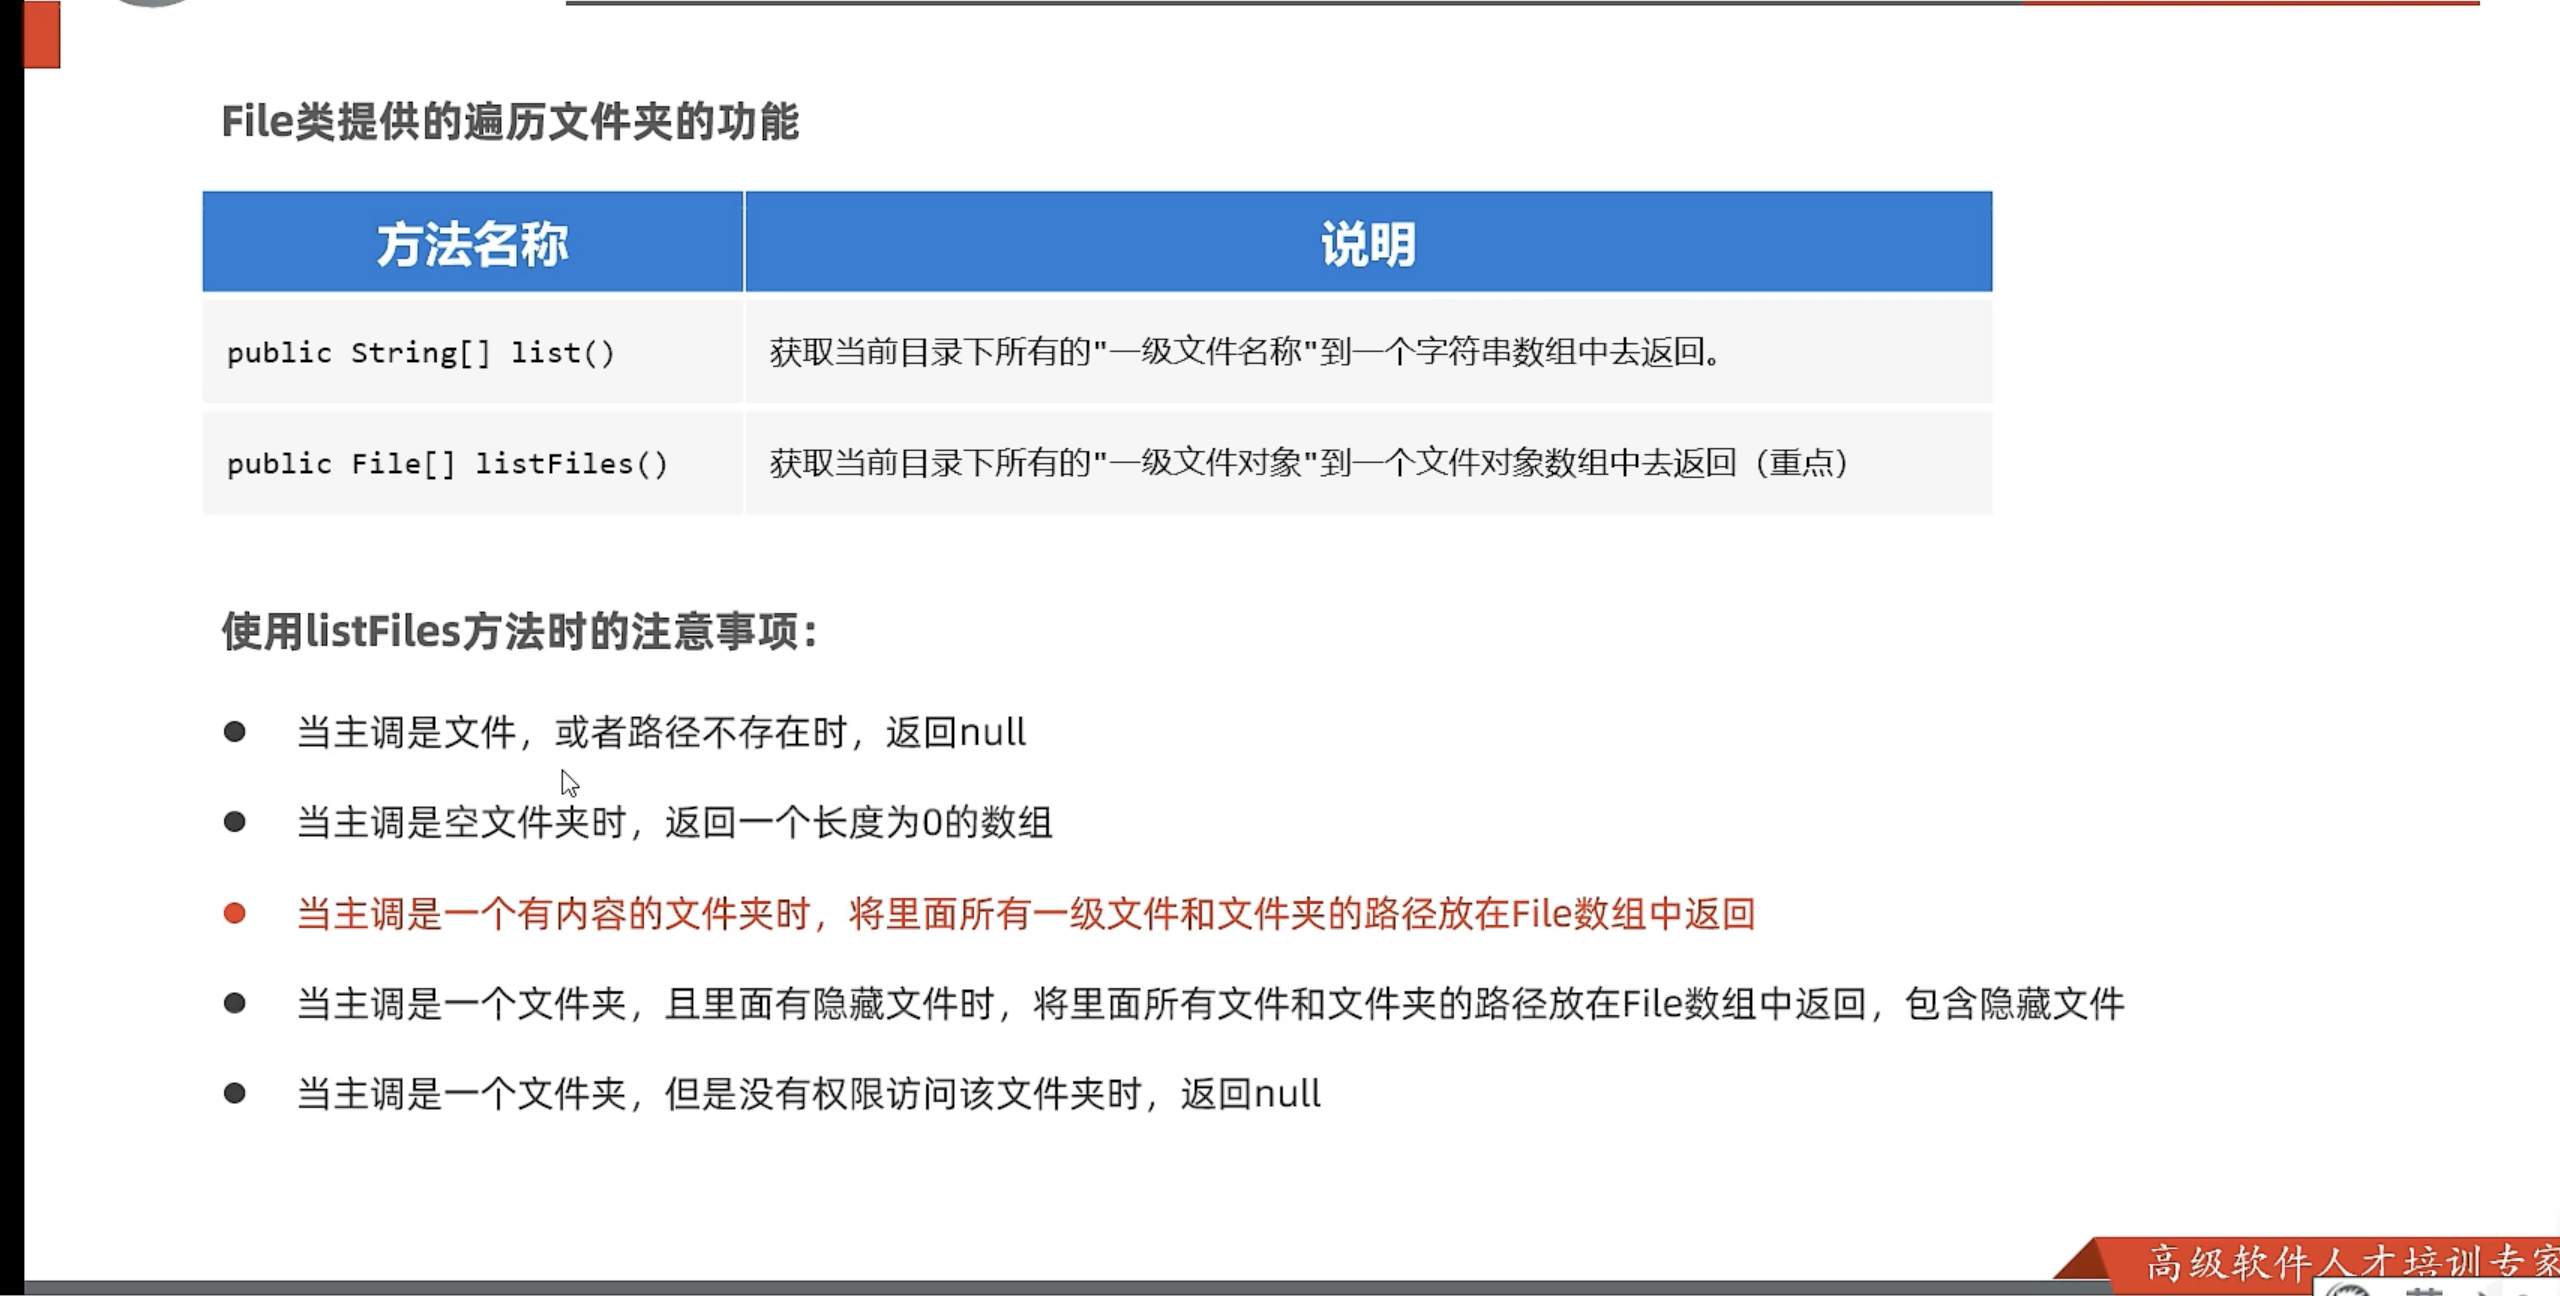 File类提供的遍历文件夹的功能
方法名称 说明
public String[] list() 获取当前目录下所有的"一级文件名称"到一个字符串数组中去返回。
public File[] listFiles() 获取当前目录下所有的"一级文件对象"到一个文件对象数组中去返回（重点）
使用listFiles方法时的注意事项：
● 当主调是文件，或者路径不存在时，返回null
● 当主调是空文件夹时，返回一个长度为0的数组
● 当主调是一个有内容的文件夹时，将里面所有一级文件和文件夹的路径放在File数组中返回
● 当主调是一个文件夹，且里面有隐藏文件时，将里面所有文件和文件夹的路径放在File数组中返回，包含隐藏文件
● 当主调是一个文件夹，但是没有权限访问该文件夹时，返回null
高级软件人才培训专家